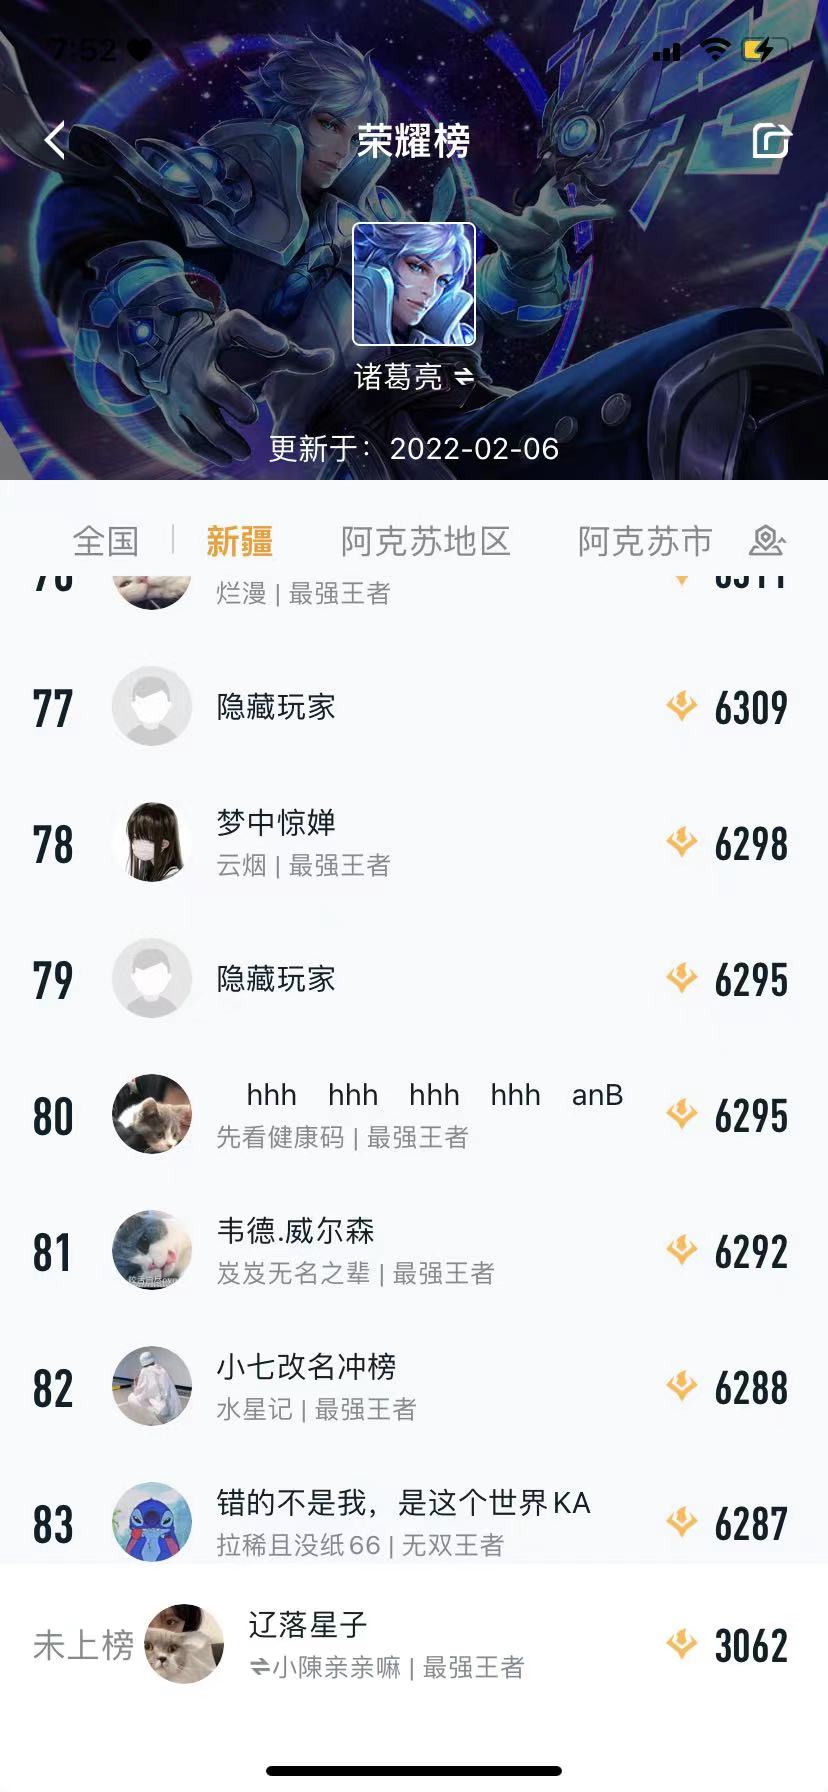 7:52
荣耀榜
诸葛亮 ⇌
更新于：2022-02-06
全国 | 新疆 阿克苏地区 阿克苏市
烂漫 | 最强王者
77 隐藏玩家 6309
78 梦中惊婵 6298
云烟 | 最强王者
79 隐藏玩家 6295
80 hhh hhh hhh hhh anB 6295
先看健康码 | 最强王者
81 韦德.威尔森 6292
岌岌无名之辈 | 最强王者
82 小七改名冲榜 6288
水星记 | 最强王者
83 错的不是我，是这个世界KA 6287
拉稀且没纸66 | 无双王者
未上榜 辽落星子 3062
⇌小陳亲亲嘛 | 最强王者